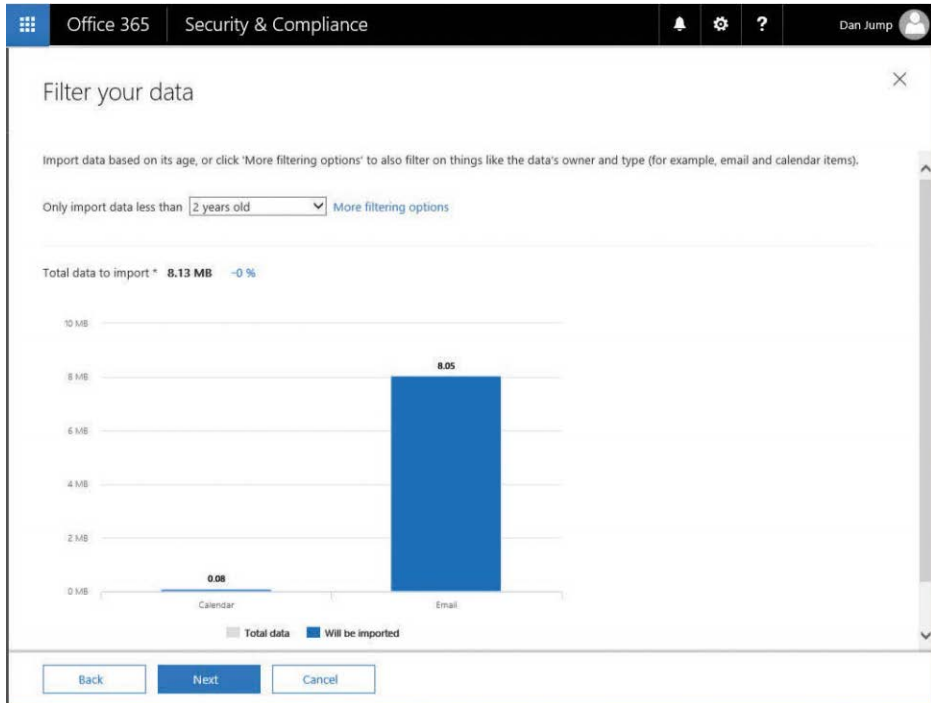 Office 365 Security & Compliance ? Dan Jump
Filter your data
Import data based on its age, or click 'More filtering options' to also filter on things like the data's owner and type (for example, email and calendar items).
Only import data less than 2 years old More filtering options
Total data to import * 8.13 MB -0 %
10 MB
8.05
8 MB
6 MB
4 MB
2 MB
0.08
0 MB
Calendar Email
Total data Will be imported
Back Next Cancel